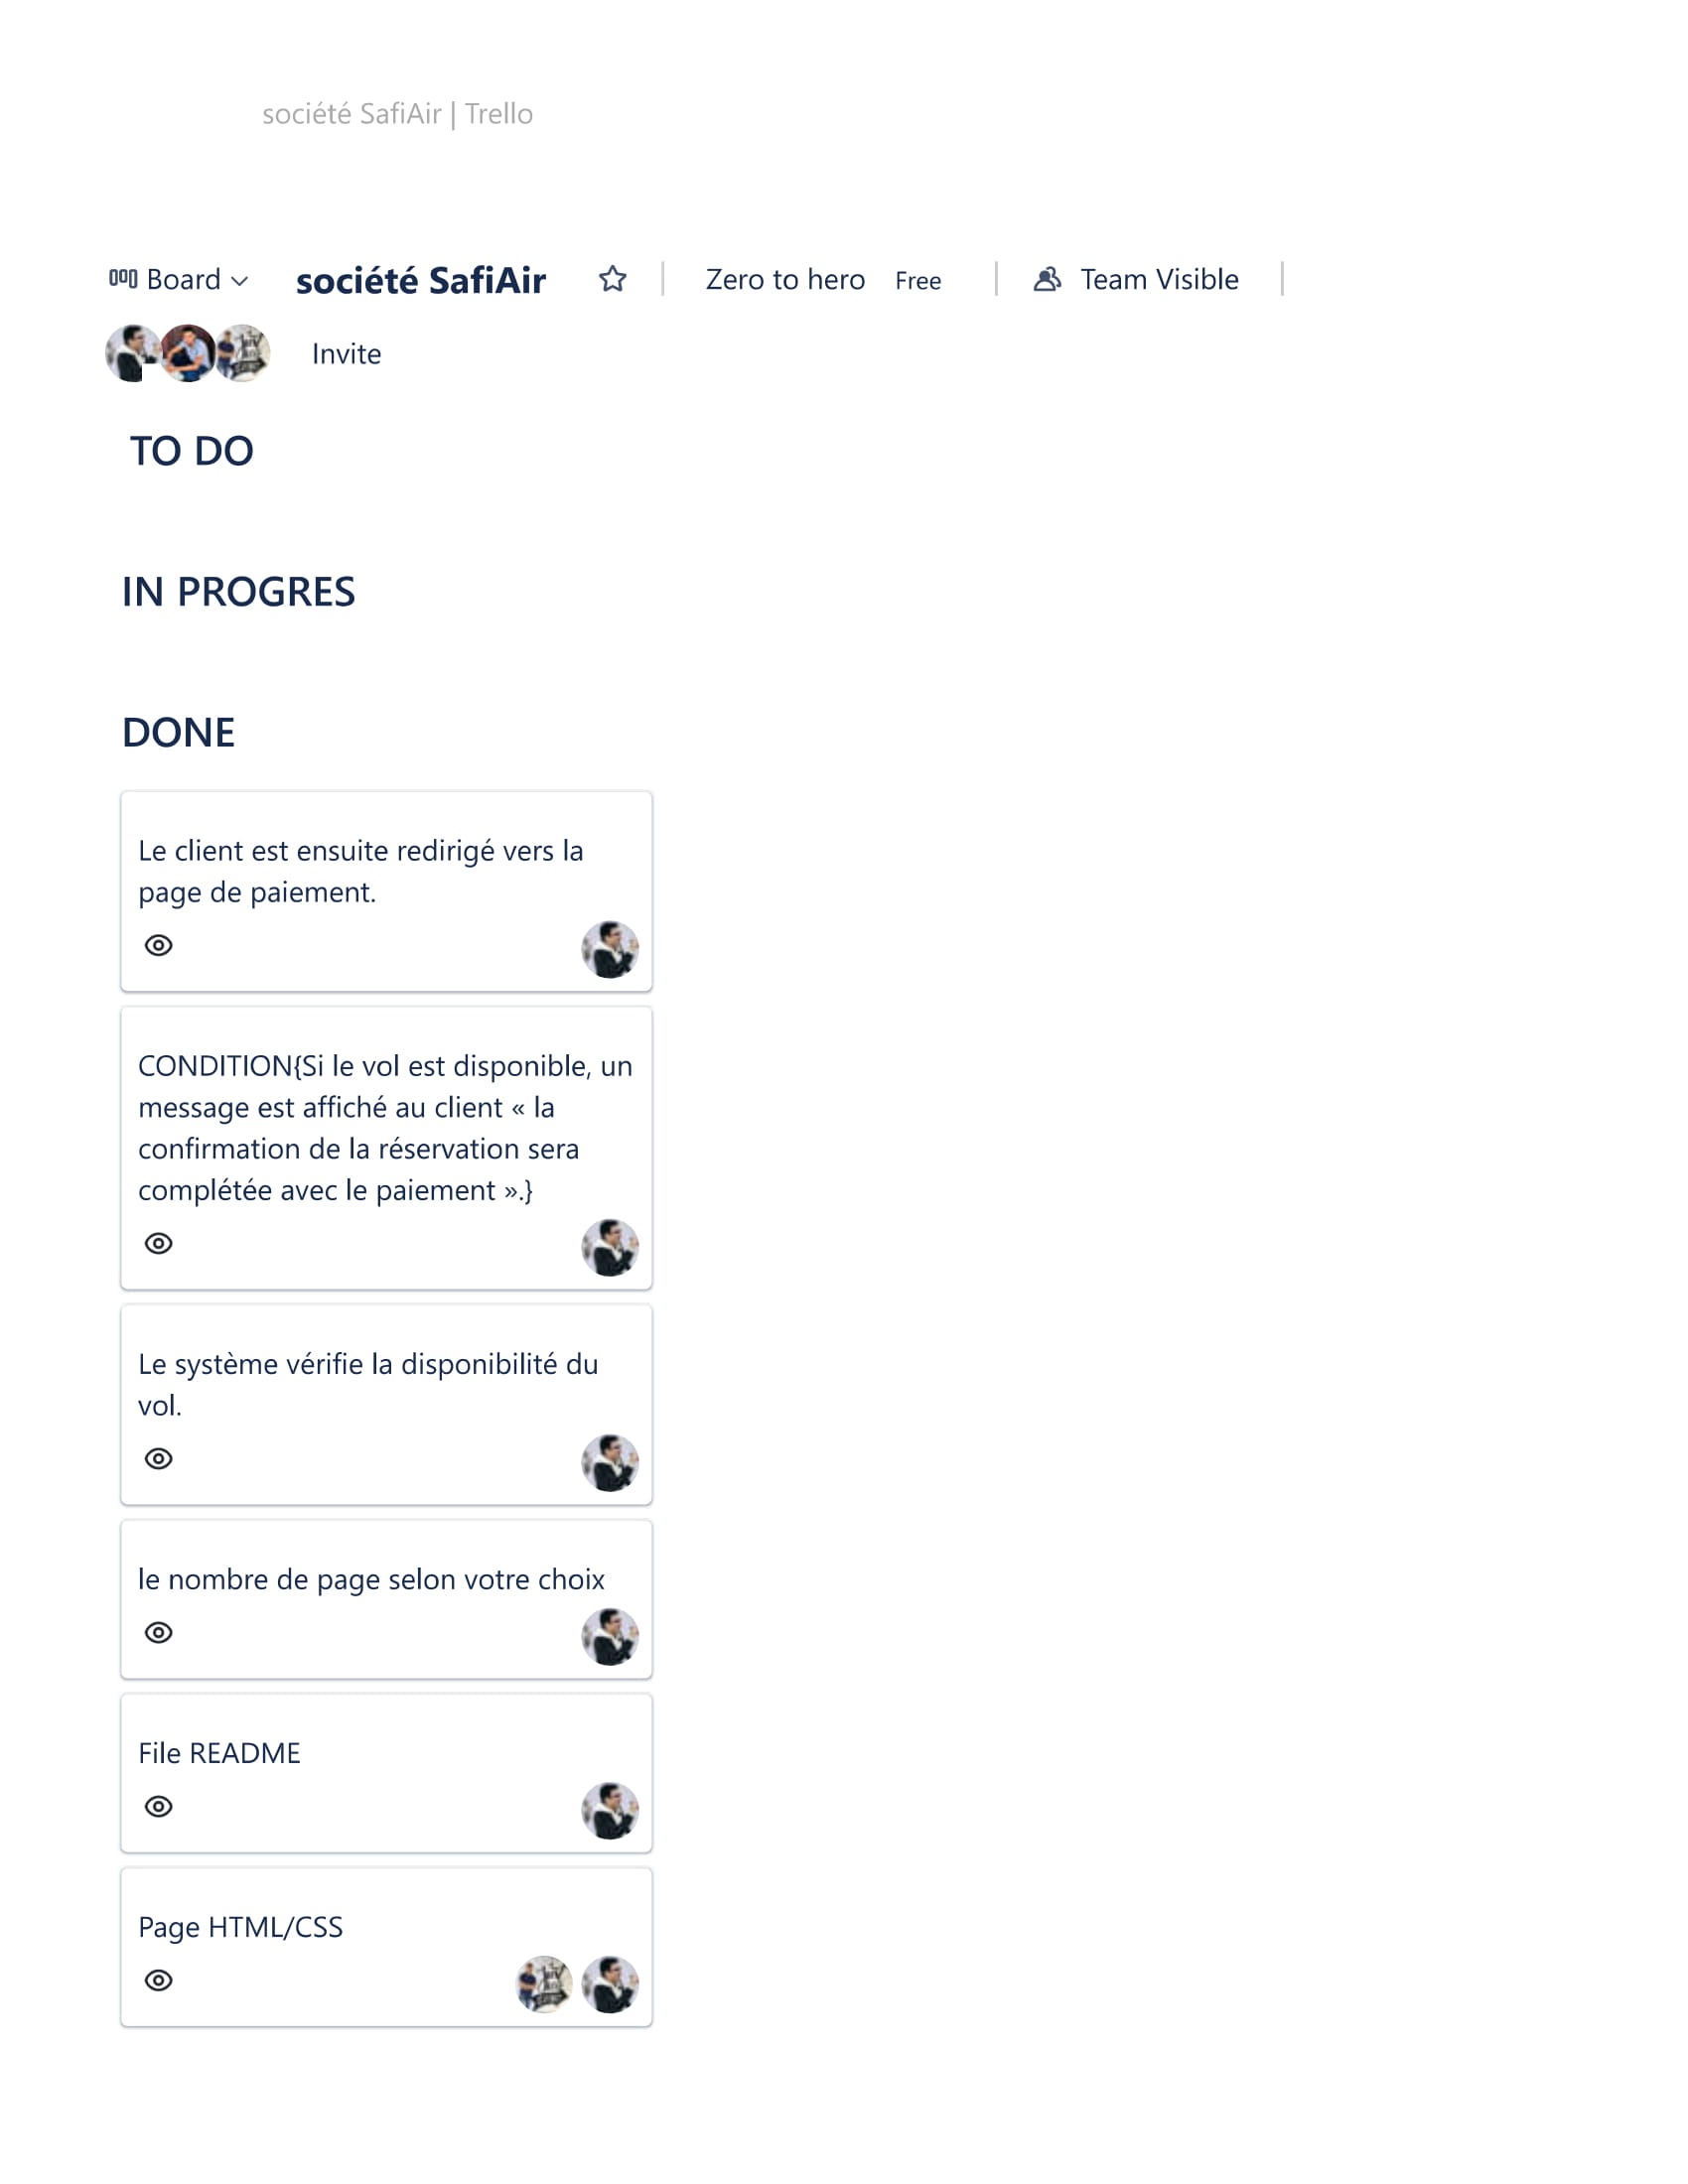 société SafiAir | Trello
Board
société SafiAir
Zero to hero
Free
Team Visible
Invite
TO DO
IN PROGRES
DONE
Le client est ensuite redirigé vers la
page de paiement.
CONDITION{Si le vol est disponible, un
message est affiché au client « la
confirmation de la réservation sera
complétée avec le paiement ».}
Le système vérifie la disponibilité du
vol.
le nombre de page selon votre choix
File README
Page HTML/CSS